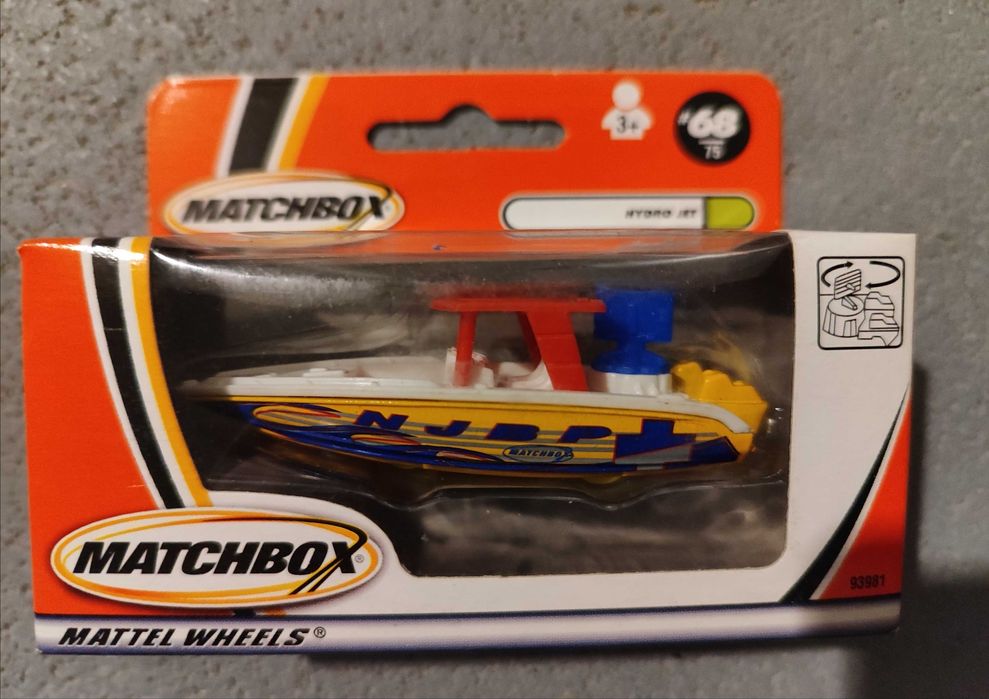 3+
#68
75
MATCHBOX
HYDRO JET
NJBP
MATCHBOX
MATCHBOX®
93981
MATTEL WHEELS®